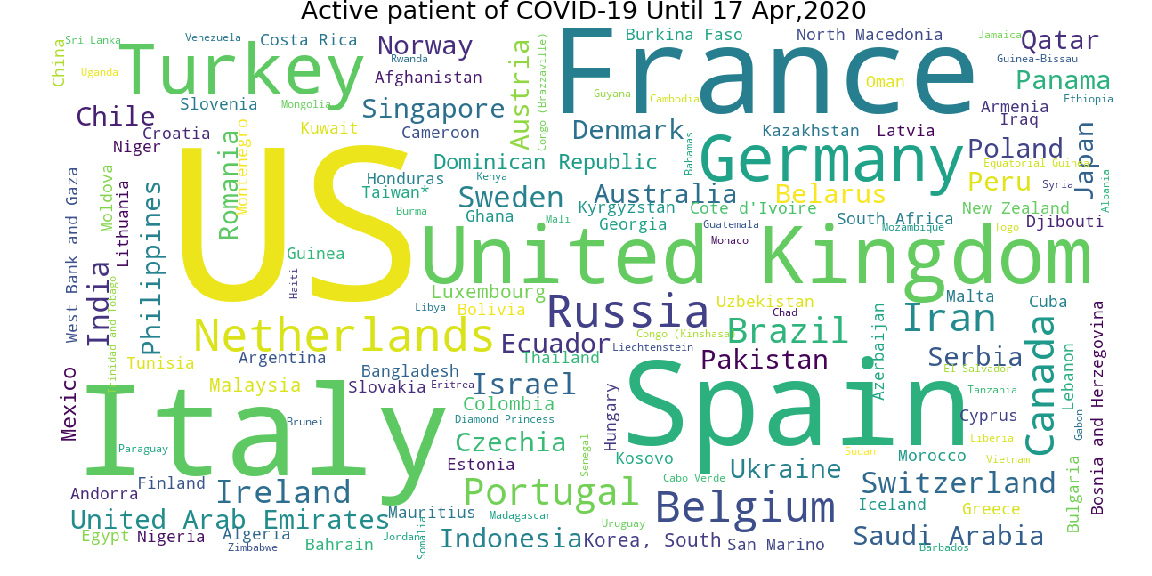 Active patient of COVID-19 Until 17 Apr,2020
China
Sri Lanka
Uganda
Turkey
Venezuela
Costa Rica
Norway
Rwanda
Afghanistan
Austria
Congo (Brazzaville)
France
Burkina Faso
North Macedonia
Jamaica
Qatar
Guinea-Bissau
Panama
Ethiopia
Oman
Guyana
Cambodia
Slovenia
Mongolia
Singapore
Chile
Croatia
Niger
Kuwait
Cameroon
Denmark
Kazakhstan
Latvia
Armenia
Iraq
Poland
Japan
Albania
Montenegro
Romania
US
Dominican Republic
Bahamas
Germany
Equatorial Guinea
Peru
Syria
Honduras
Kenya
Taiwan*
Sweden
Australia
Belarus
Burma
Ghana
Mali
Kyrgyzstan
Georgia
Cote d'Ivoire
Guatemala
Monaco
South Africa
Mozambique
New Zealand
Togo
Djibouti
West Bank and Gaza
Moldova
Lithuania
Philippines
India
Trinidad and Tobago
Guinea
Haiti
United Kingdom
Luxembourg
Libya
Bolivia
Russia
Uzbekistan
Chad
Malta
Cuba
Iran
Netherlands
Ecuador
Congo (Kinshasa)
Liechtenstein
Brazil
Azerbaijan
Canada
Lebanon
Bosnia and Herzegovina
Tunisia
Argentina
Thailand
Pakistan
Serbia
El Salvador
Mexico
Malaysia
Bangladesh
Slovakia
Eritrea
Israel
Hungary
Spain
Tanzania
Italy
Brunei
Colombia
Diamond Princess
Cyprus
Gabon
Paraguay
Czechia
Senegal
Kosovo
Liberia
Sudan
Morocco
Vietnam
Estonia
Andorra
Finland
Ireland
Portugal
Cabo Verde
Ukraine
Switzerland
Bulgaria
United Arab Emirates
Mauritius
Madagascar
Uruguay
Belgium
Iceland
Greece
Egypt
Nigeria
Algeria
Zimbabwe
Bahrain
Jordan
Somalia
Indonesia
Korea, South
San Marino
Saudi Arabia
Barbados